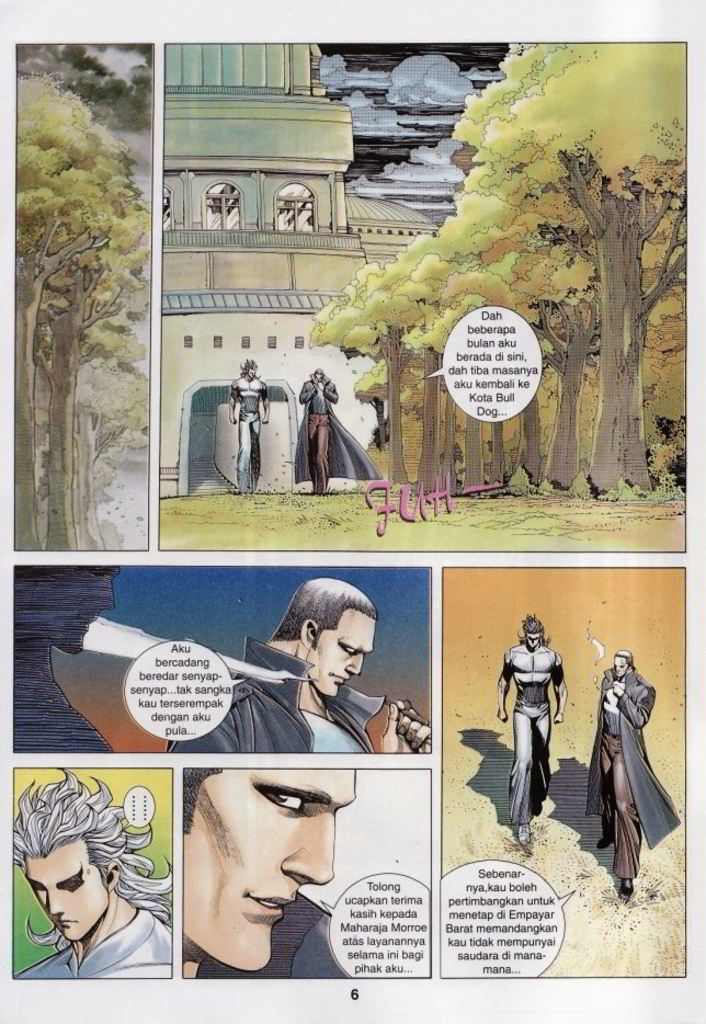 Dah
beberapa
bulan aku
berada di sini,
dah tiba masanya
aku kembali ke
Kota Bull
Dog...
FUH
Aku
bercadang
beredar senyap-
senyap...tak sangka
kau terserempak
dengan aku
pula...
Sebenar-
nya,kau boleh
pertimbangkan untuk
menetap di Empayar
Barat memandangkan
kau tidak mempunyai
saudara di mana-
mana...
......
Tolong
ucapkan terima
kasih kepada
Maharaja Morroe
atas layanannya
selama ini bagi
pihak aku...
6